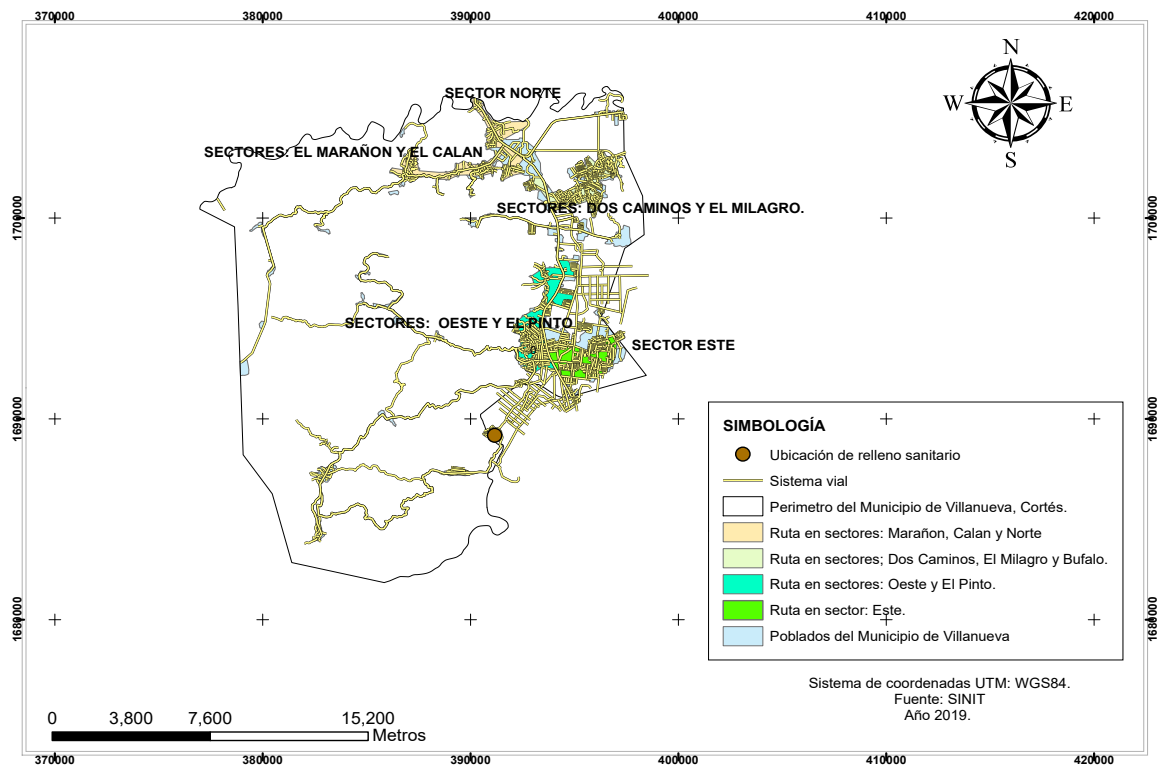 370000 380000 390000 400000 410000 420000
N
W E
S
SECTOR NORTE
SECTORES: EL MARAÑON Y EL CALAN
SECTORES: DOS CAMINOS Y EL MILAGRO.
1700000 1700000
SECTORES: OESTE Y EL PINTO
SECTOR ESTE
1690000 1690000
SIMBOLOGÍA
Ubicación de relleno sanitario
Sistema vial
Perimetro del Municipio de Villanueva, Cortés.
Ruta en sectores: Marañon, Calan y Norte
Ruta en sectores; Dos Caminos, El Milagro y Bufalo.
Ruta en sectores: Oeste y El Pinto.
Ruta en sector: Este.
Poblados del Municipio de Villanueva
1680000 1680000
Sistema de coordenadas UTM: WGS84.
Fuente: SINIT
Año 2019.
0 3,800 7,600 15,200
Metros
370000 380000 390000 400000 410000 420000